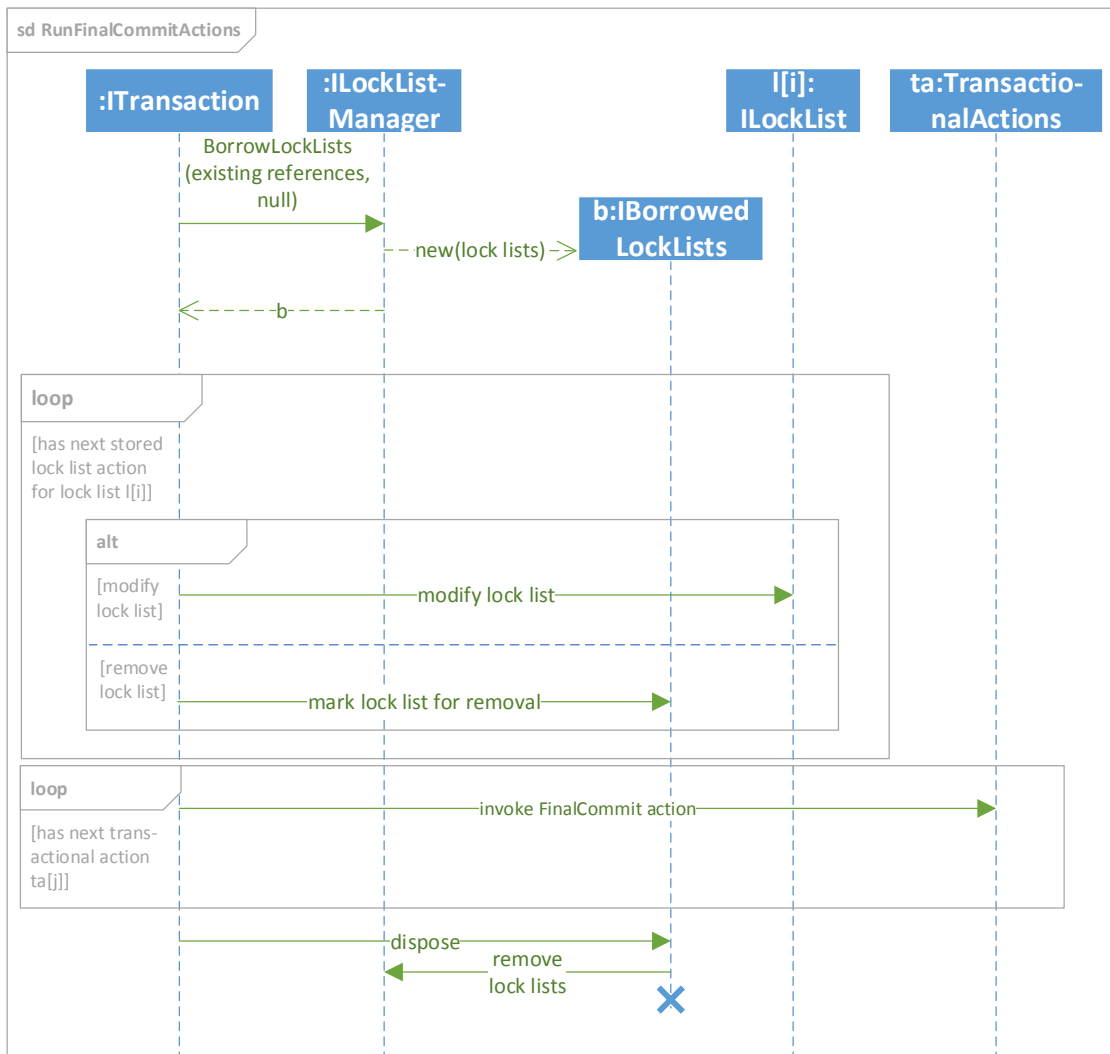 sd RunFinalCommitActions
:ITransaction
:ILockList-
Manager
l[i]:
ILockList
ta:Transactio-
nalActions
BorrowLockLists
(existing references,
null)
b:IBorrowed
LockLists
new(lock lists)
b
loop
[has next stored
lock list action
for lock list l[i]]
alt
[modify
lock list]
modify lock list
[remove
lock list]
mark lock list for removal
loop
invoke FinalCommit action
[has next trans-
actional action
ta[j]]
dispose
remove
lock lists